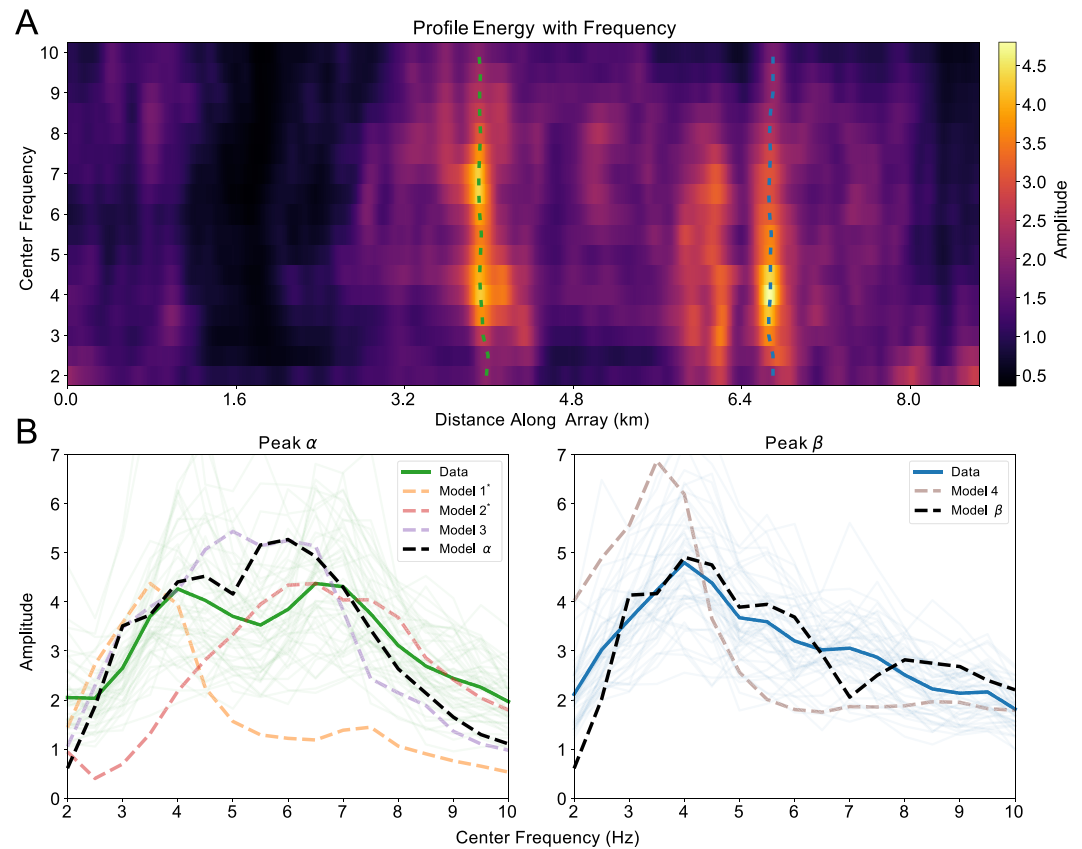 A
Profile Energy with Frequency
Center Frequency
10
9
8
7
6
5
4
3
2
0.0 1.6 3.2 4.8 6.4 8.0
Distance Along Array (km)
4.5
4.0
3.5
3.0
2.5
2.0
1.5
1.0
0.5
Amplitude
B
Peak α
Amplitude
7
6
5
4
3
2
1
0
2 3 4 5 6 7 8 9 10
Data
Model 1*
Model 2*
Model 3
Model α
Peak β
7
6
5
4
3
2
1
0
2 3 4 5 6 7 8 9 10
Data
Model 4
Model β
Center Frequency (Hz)